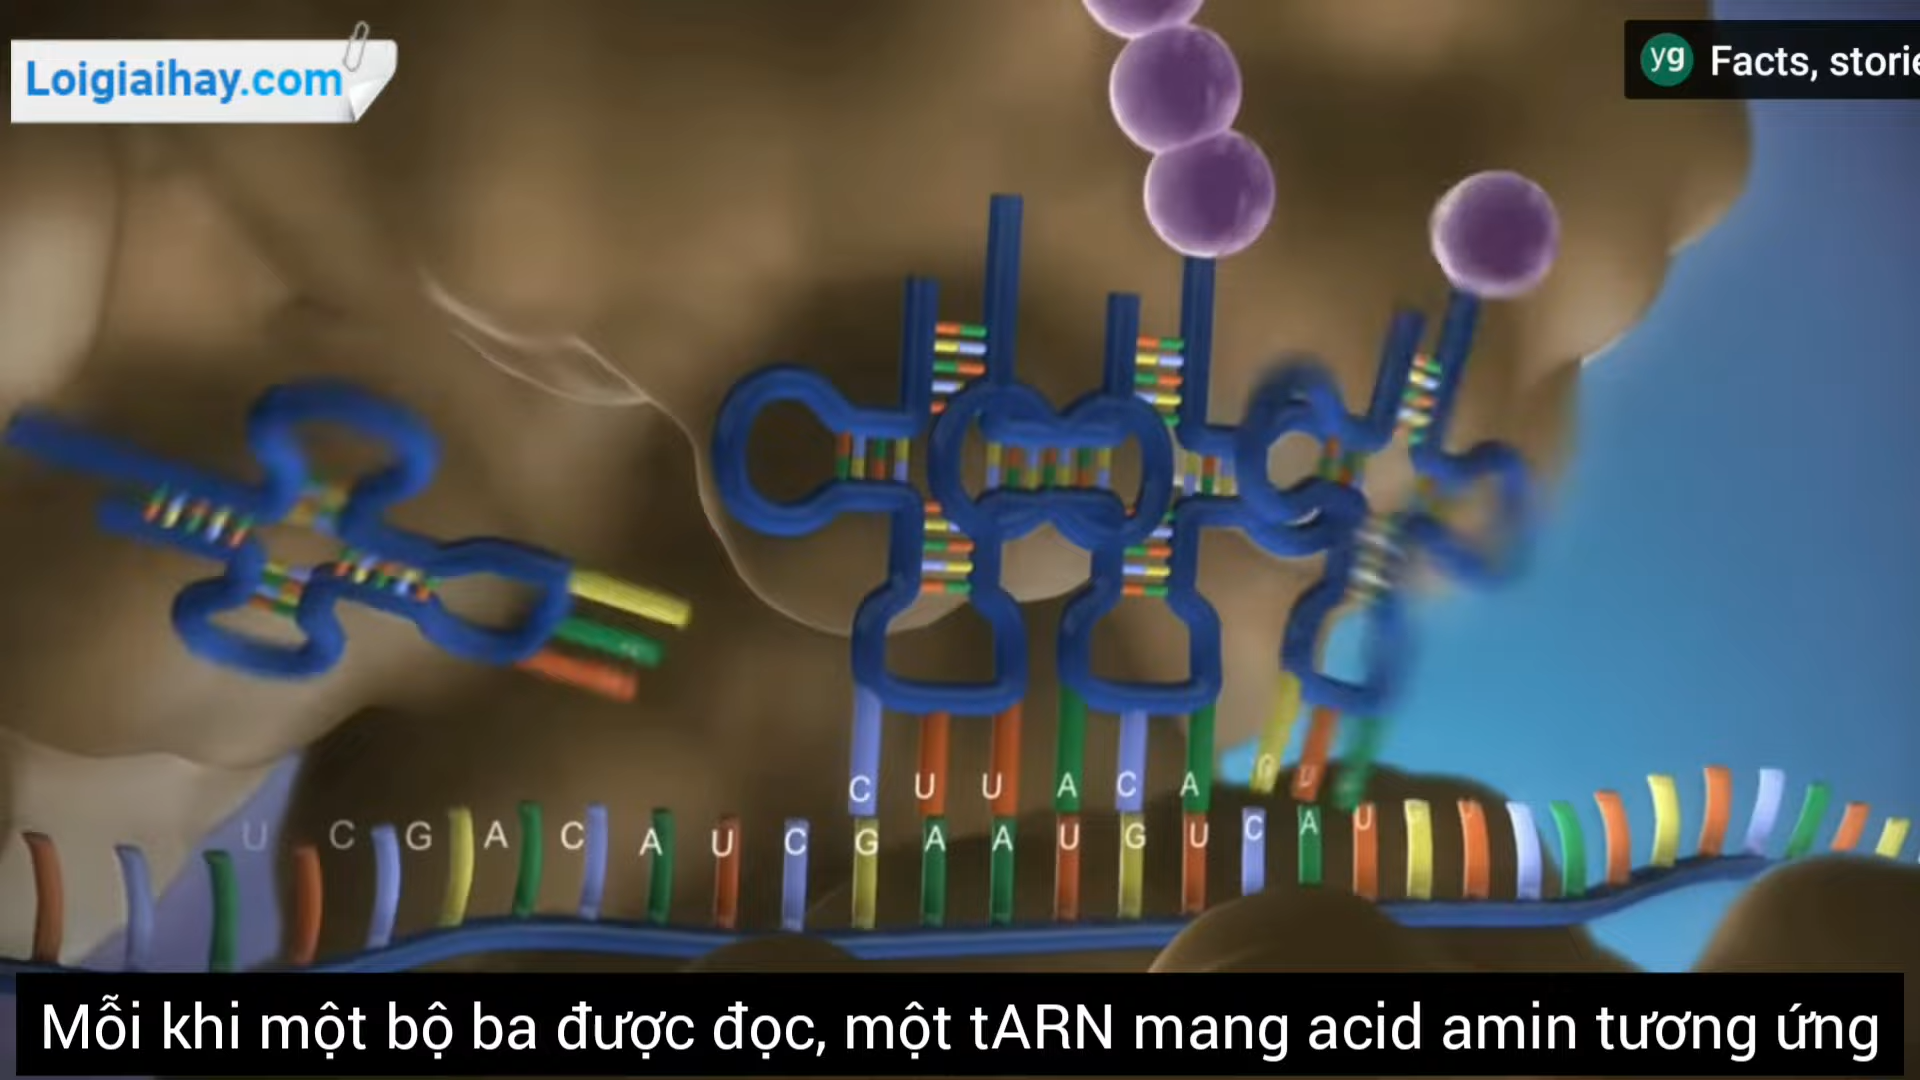 Loigiaihay.com
yg Facts, storie
C U U A C A G U
U C G A C A U C G A A U G U C A U
Mỗi khi một bộ ba được đọc, một tARN mang acid amin tương ứng